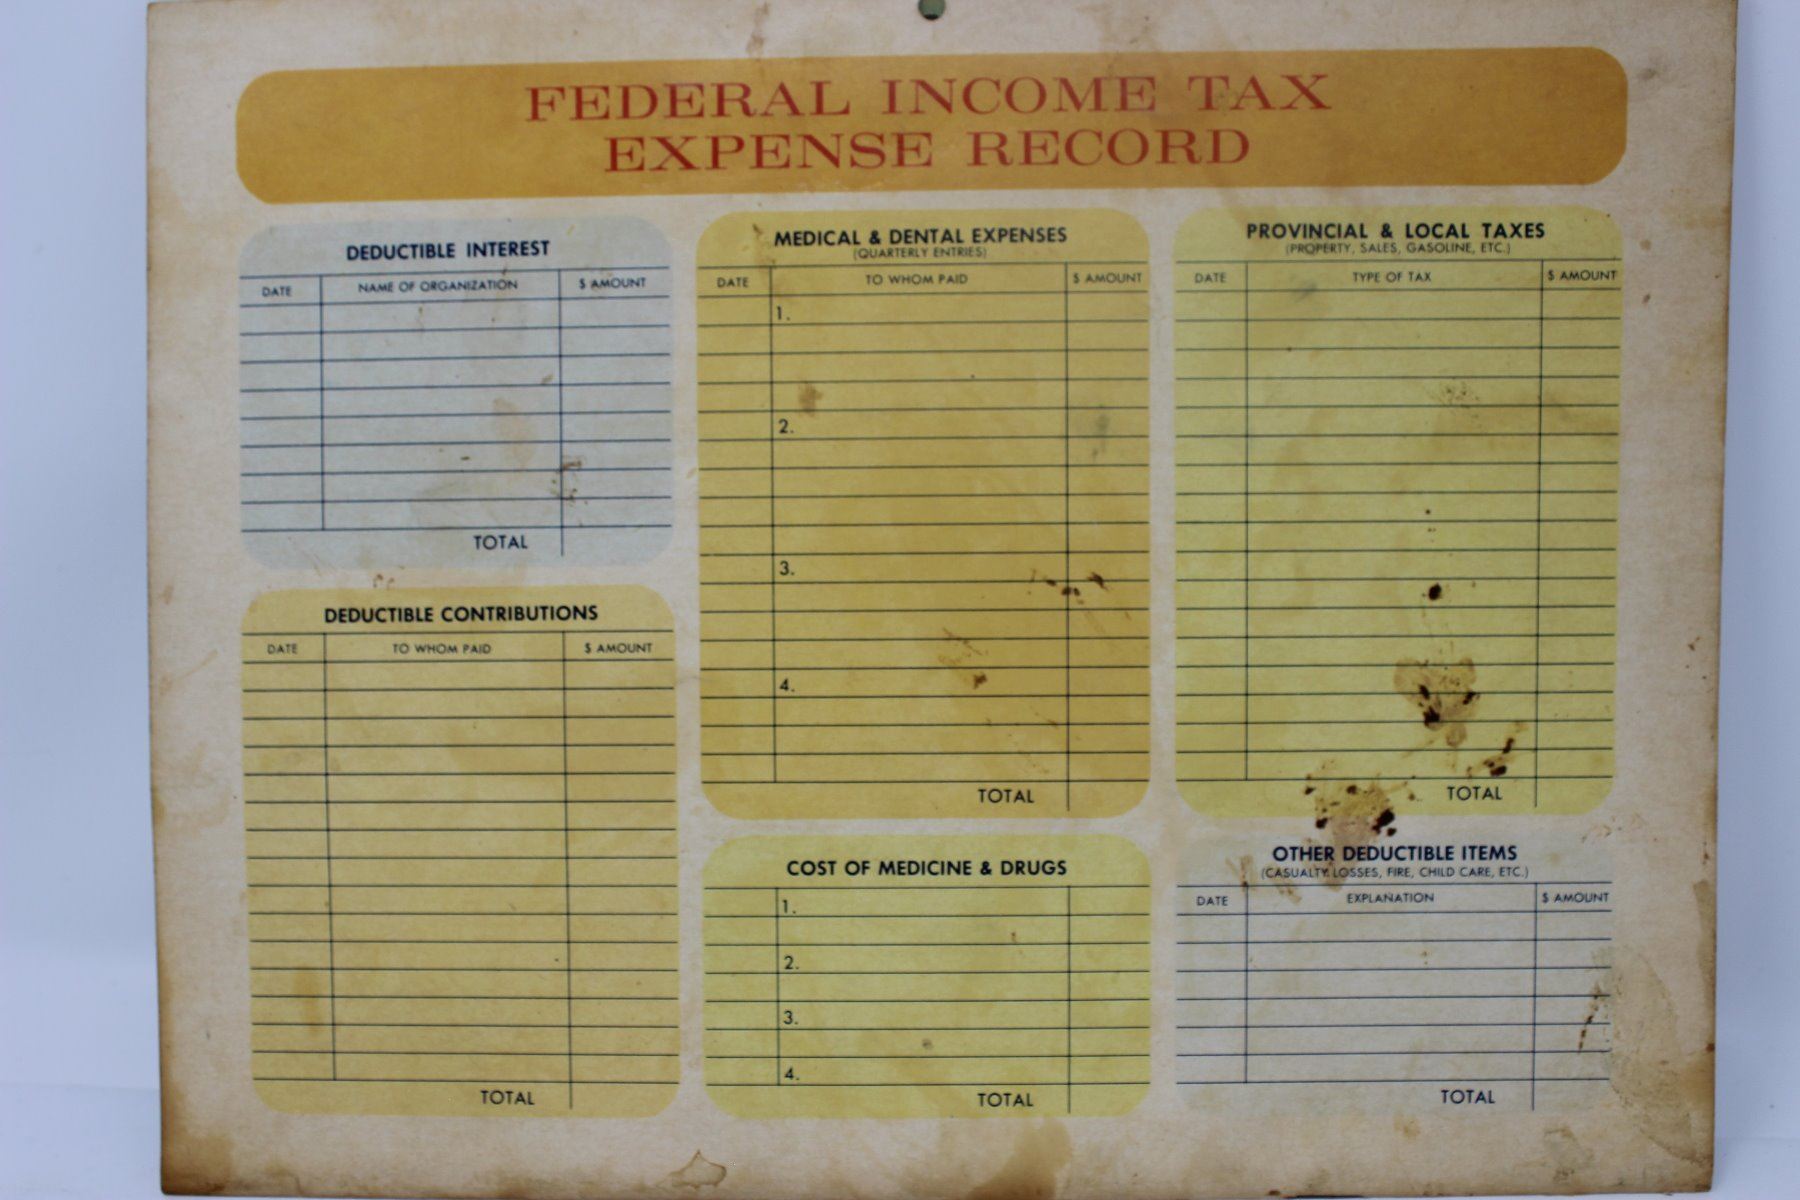 FEDERAL INCOME TAX
EXPENSE RECORD
DEDUCTIBLE INTEREST
DATE NAME OF ORGANIZATION $ AMOUNT
TOTAL
DEDUCTIBLE CONTRIBUTIONS
DATE TO WHOM PAID $ AMOUNT
TOTAL
MEDICAL & DENTAL EXPENSES
(QUARTERLY ENTRIES)
DATE TO WHOM PAID $ AMOUNT
1.
2.
3.
4.
TOTAL
COST OF MEDICINE & DRUGS
1.
2.
3.
4.
TOTAL
PROVINCIAL & LOCAL TAXES
(PROPERTY, SALES, GASOLINE, ETC.)
DATE TYPE OF TAX $ AMOUNT
TOTAL
OTHER DEDUCTIBLE ITEMS
(CASUALTY LOSSES, FIRE, CHILD CARE, ETC.)
DATE EXPLANATION $ AMOUNT
TOTAL